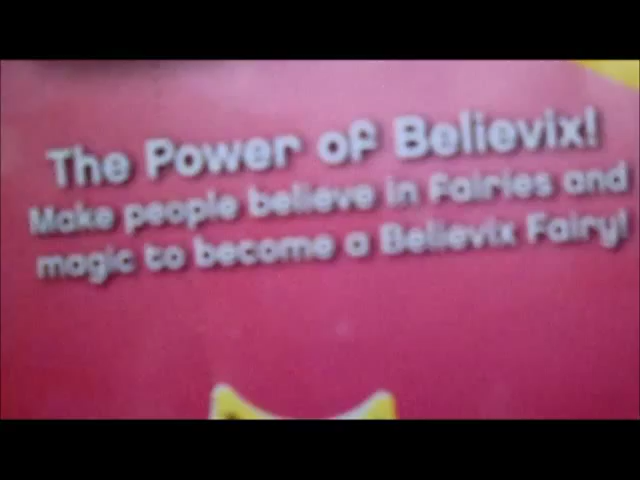 The Power of Believix!
Make people believe in Fairies and
magic to become a Believix Fairy!